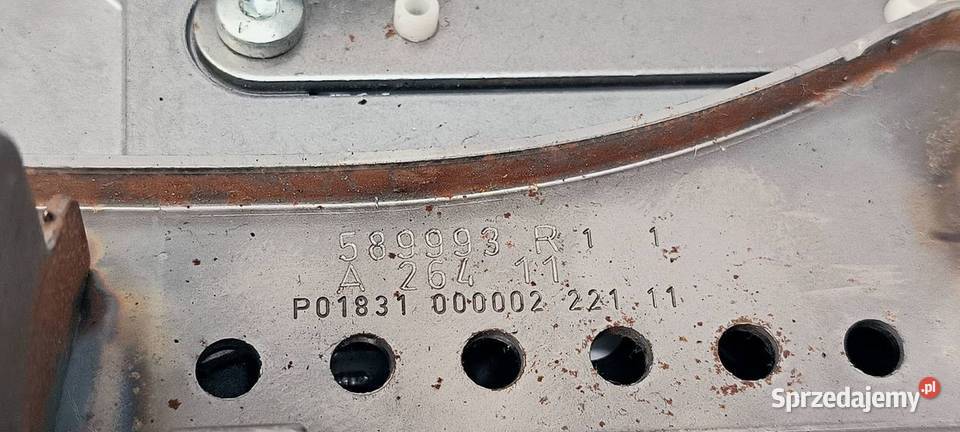 589993 R 1 1
A 264 11
P01831 000002 221 11
Sprzedajemy.pl